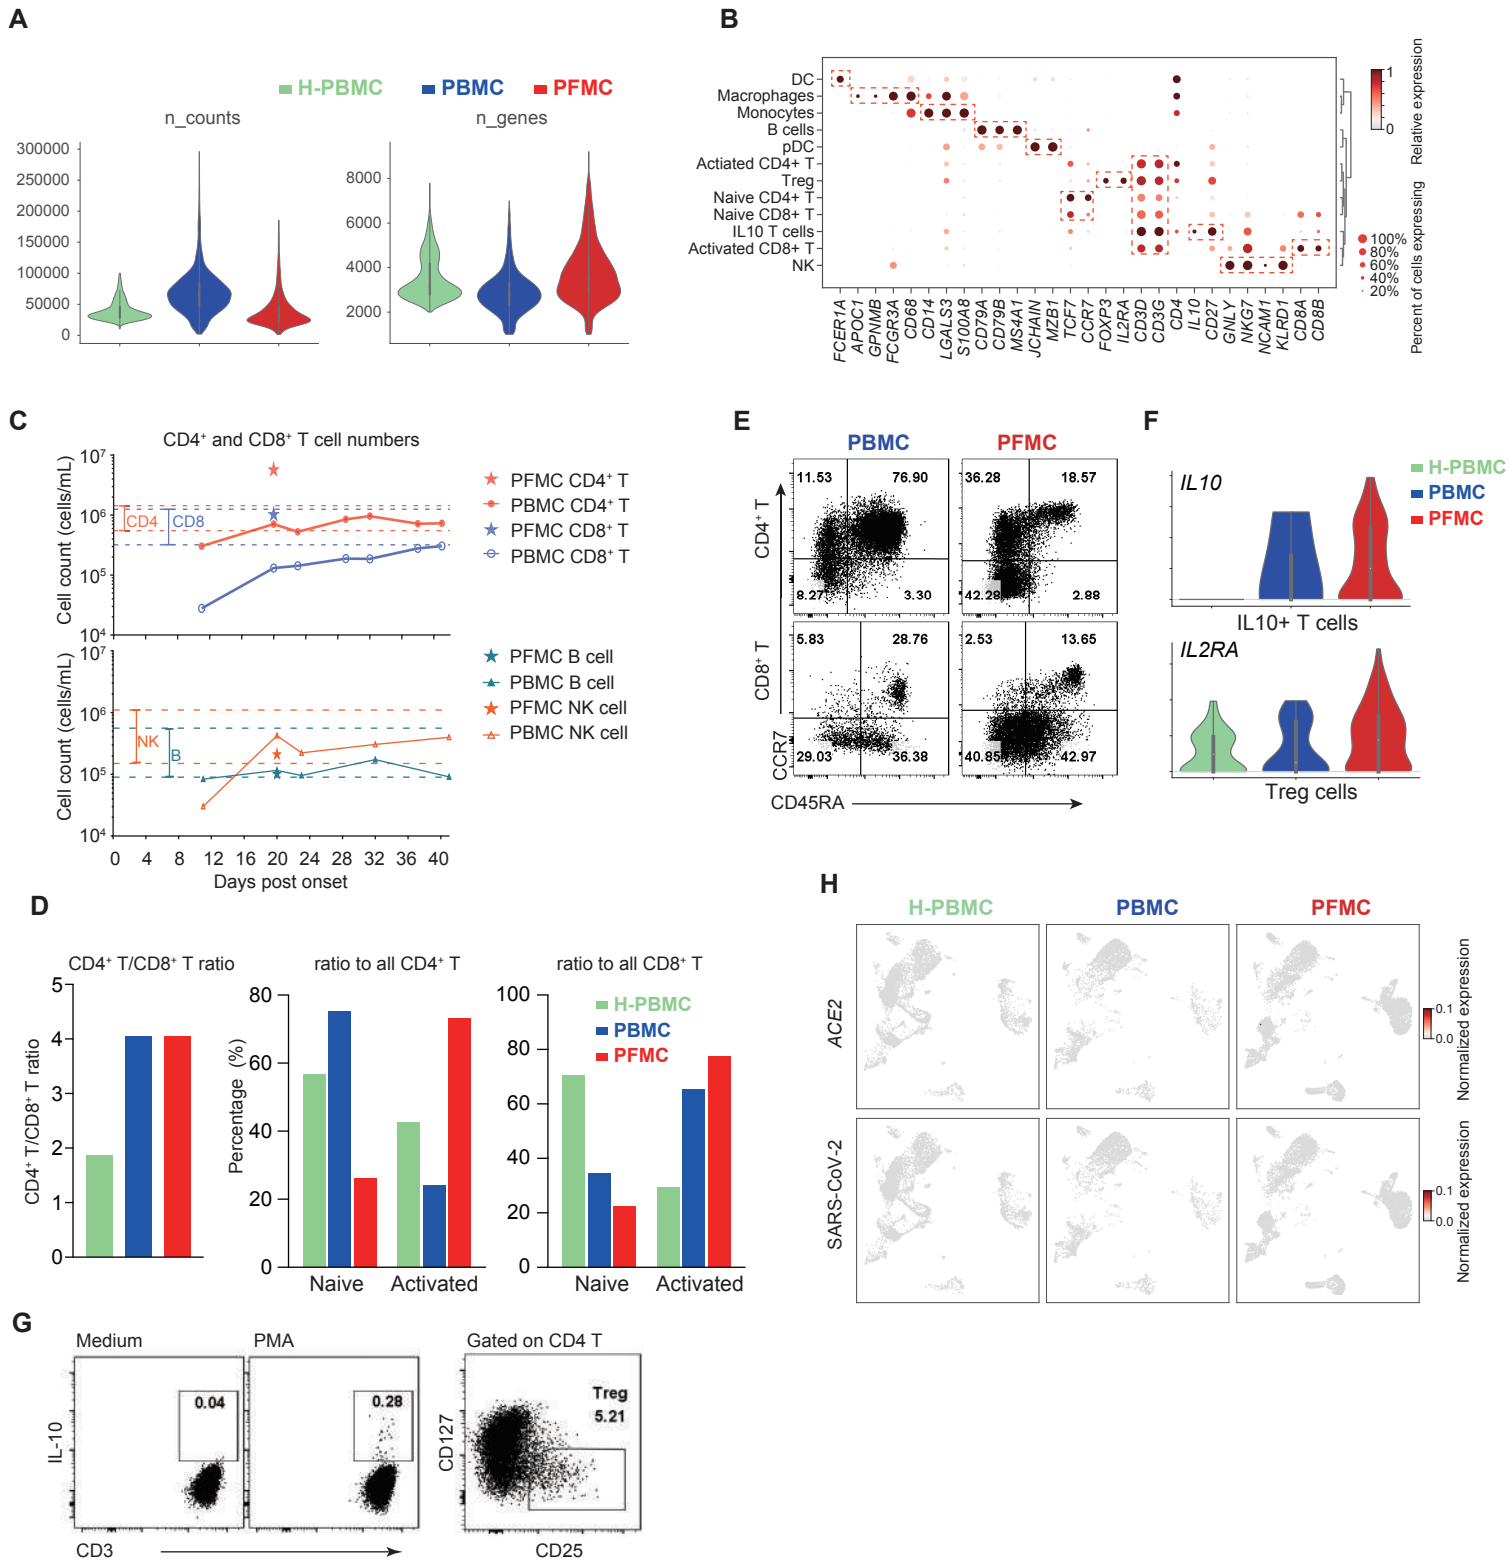 A
H-PBMC
PBMC
PFMC
n_counts
n_genes
300000
250000
200000
150000
100000
50000
0
8000
6000
4000
2000
B
DC
Macrophages
Monocytes
B cells
pDC
Actiated CD4+ T
Treg
Naive CD4+ T
Naive CD8+ T
IL10 T cells
Activated CD8+ T
NK
FCER1A
APOC1
GPNMB
FCGR3A
CD68
CD14
LGALS3
S100A8
CD79A
CD79B
MS4A1
JCHAIN
MZB1
TCF7
CCR7
FOXP3
IL2RA
CD3D
CD3G
CD4
IL10
CD27
GNLY
NKG7
NCAM1
KLRD1
CD8A
CD8B
1
0
Relative expression
100%
80%
60%
40%
20%
Percent of cells expressing
C
CD4⁺ and CD8⁺ T cell numbers
Cell count (cells/mL)
10⁷
10⁶
10⁵
10⁴
CD4
CD8
PFMC CD4⁺ T
PBMC CD4⁺ T
PFMC CD8⁺ T
PBMC CD8⁺ T
Cell count (cells/mL)
10⁷
10⁶
10⁵
10⁴
NK
B
PFMC B cell
PBMC B cell
PFMC NK cell
PBMC NK cell
0 4 8 12 16 20 24 28 32 36 40
Days post onset
D
CD4⁺ T/CD8⁺ T ratio
CD4⁺ T/CD8⁺ T ratio
5
4
3
2
1
0
ratio to all CD4⁺ T
Percentage (%)
80
60
40
20
0
Naive Activated
ratio to all CD8⁺ T
100
80
60
40
20
0
H-PBMC
PBMC
PFMC
Naive Activated
E
PBMC PFMC
CD4⁺ T
11.53 76.90
8.27 3.30
36.28 18.57
42.28 2.88
CD8⁺ T
5.83 28.76
29.03 36.38
2.53 13.65
40.85 42.97
CCR7
CD45RA
F
IL10
IL10+ T cells
IL2RA
Treg cells
H-PBMC
PBMC
PFMC
G
Medium
PMA
Gated on CD4 T
IL-10
0.04
0.28
CD3
CD127
Treg
5.21
CD25
H
H-PBMC PBMC PFMC
ACE2
0.1
0.0
Normalized expression
SARS-CoV-2
0.1
0.0
Normalized expression